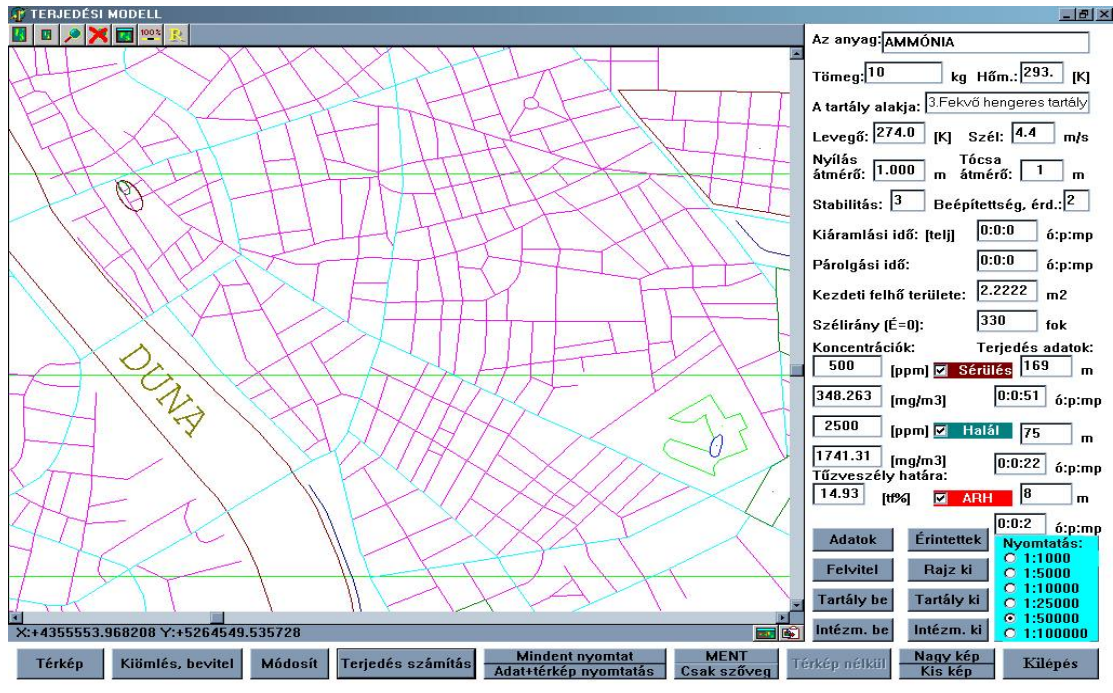 TERJEDÉSI MODELL
100%
R
Az anyag: AMMÓNIA
Tömeg: 10 kg Hőm.: 293. [K]
A tartály alakja: 3.Fekvő hengeres tartály
Levegő: 274.0 [K] Szél: 4.4 m/s
Nyílás átmérő: 1.000 m Tócsa átmérő: 1 m
Stabilitás: 3 Beépítettség, érd.: 2
Kiáramlási idő: [telj] 0:0:0 ó:p:mp
Párolgási idő: 0:0:0 ó:p:mp
Kezdeti felhő területe: 2.2222 m2
Szélirány (É=0): 330 fok
Koncentrációk: Terjedés adatok:
500 [ppm] Sérülés 169 m
348.263 [mg/m3] 0:0:51 ó:p:mp
2500 [ppm] Halál 75 m
1741.31 [mg/m3] 0:0:22 ó:p:mp
Tűzveszély határa:
14.93 [tf%] ARH 8 m
0:0:2 ó:p:mp
DUNA
Adatok Érintettek
Felvitel Rajz ki
Tartály be Tartály ki
Intézm. be Intézm. ki
Nyomtatás:
1:1000
1:5000
1:10000
1:25000
1:50000
1:100000
X:+4355553.968208 Y:+5264549.535728
Térkép Kiömlés, bevitel Módosít Terjedés számítás Mindent nyomtat MENT Térkép nélkül Nagy kép Kilépés
Adat+térkép nyomtatás Csak szöveg Kis kép